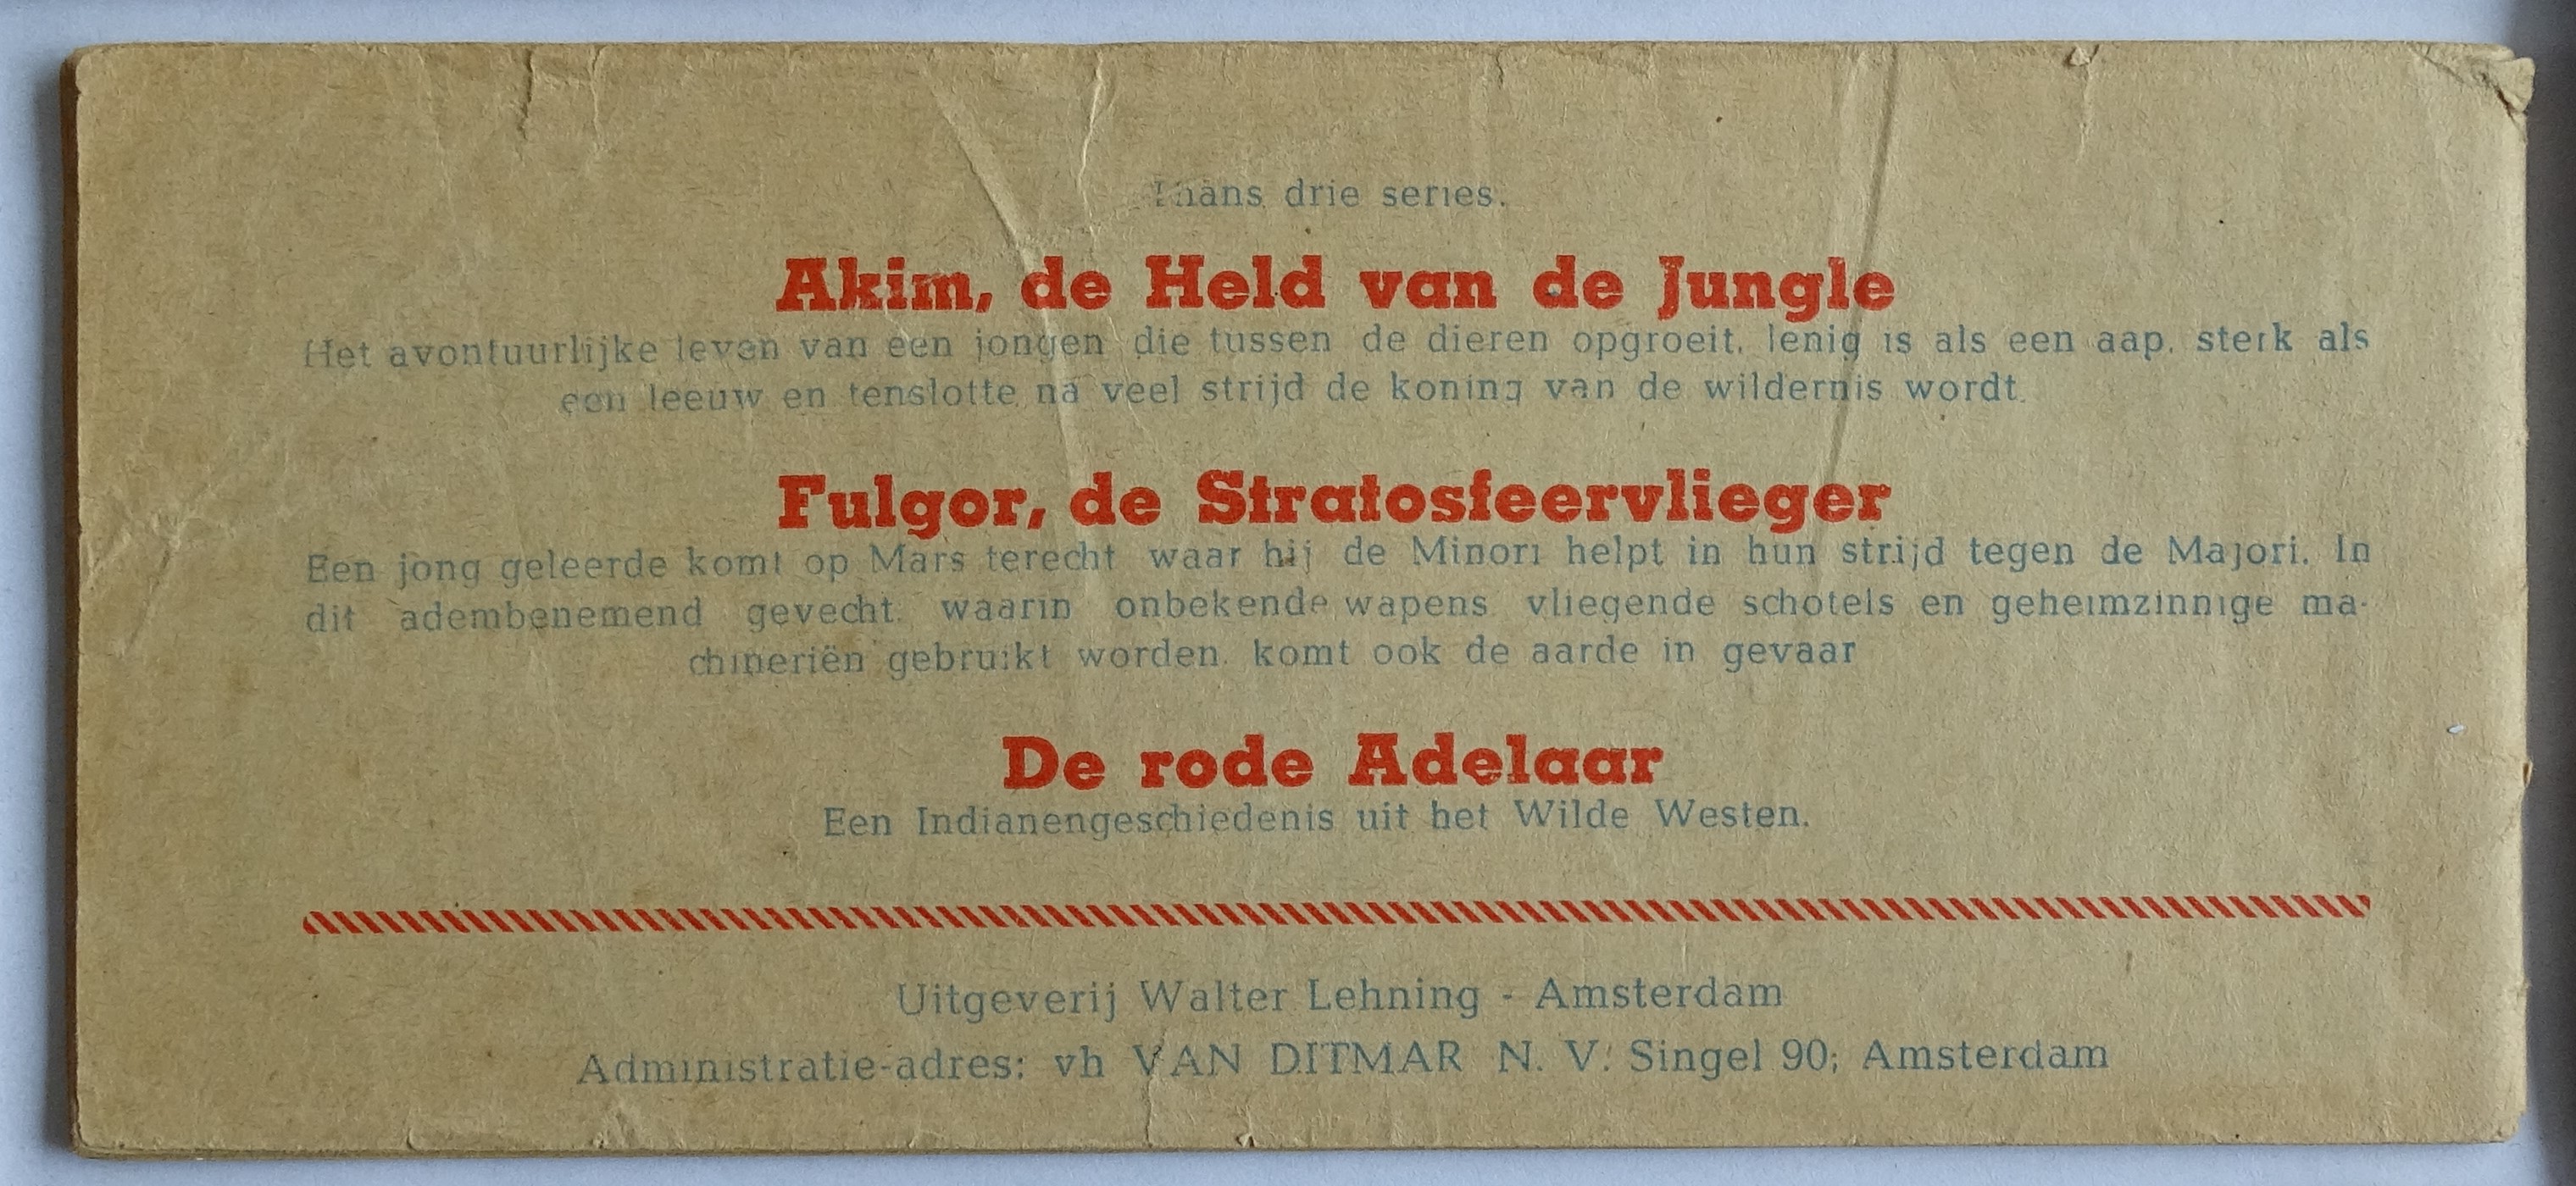 Thans drie series.
Akim, de Held van de Jungle
Het avontuurlijke leven van een jongen die tussen de dieren opgroeit, lenig is als een aap, sterk als
een leeuw en tenslotte na veel strijd de koning van de wildernis wordt.
Fulgor, de Stratosfeervlieger
Een jong geleerde komt op Mars terecht waar hij de Minori helpt in hun strijd tegen de Majori. In
dit adembenemend gevecht, waarin onbekende wapens vliegende schotels en geheimzinnige ma-
chineriën gebruikt worden, komt ook de aarde in gevaar
De rode Adelaar
Een Indianengeschiedenis uit het Wilde Westen.
Uitgeverij Walter Lehning - Amsterdam
Administratie-adres: vh VAN DITMAR N. V. Singel 90; Amsterdam